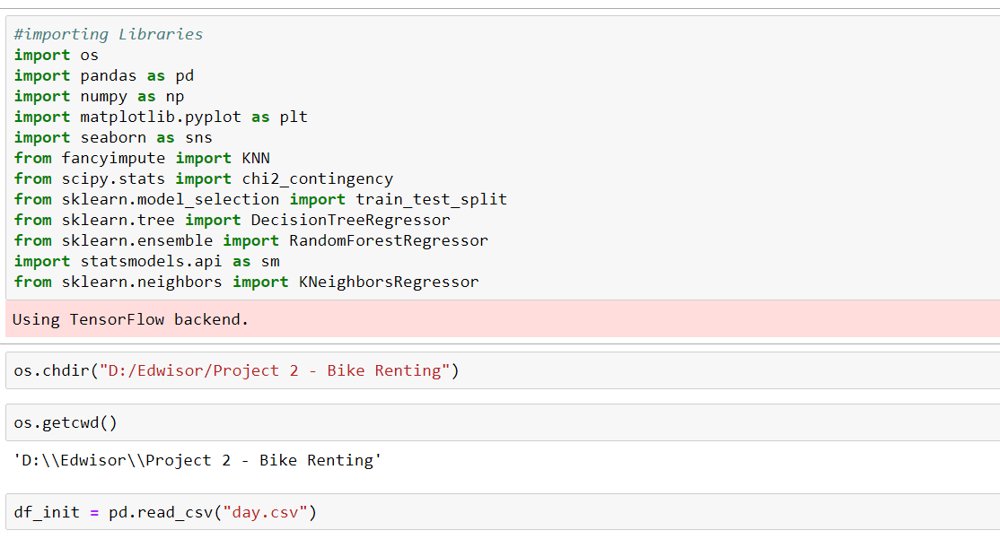 #importing Libraries
import os
import pandas as pd
import numpy as np
import matplotlib.pyplot as plt
import seaborn as sns
from fancyimpute import KNN
from scipy.stats import chi2_contingency
from sklearn.model_selection import train_test_split
from sklearn.tree import DecisionTreeRegressor
from sklearn.ensemble import RandomForestRegressor
import statsmodels.api as sm
from sklearn.neighbors import KNeighborsRegressor
Using TensorFlow backend.
os.chdir("D:/Edwisor/Project 2 - Bike Renting")
os.getcwd()
'D:\\Edwisor\\Project 2 - Bike Renting'
df_init = pd.read_csv("day.csv")